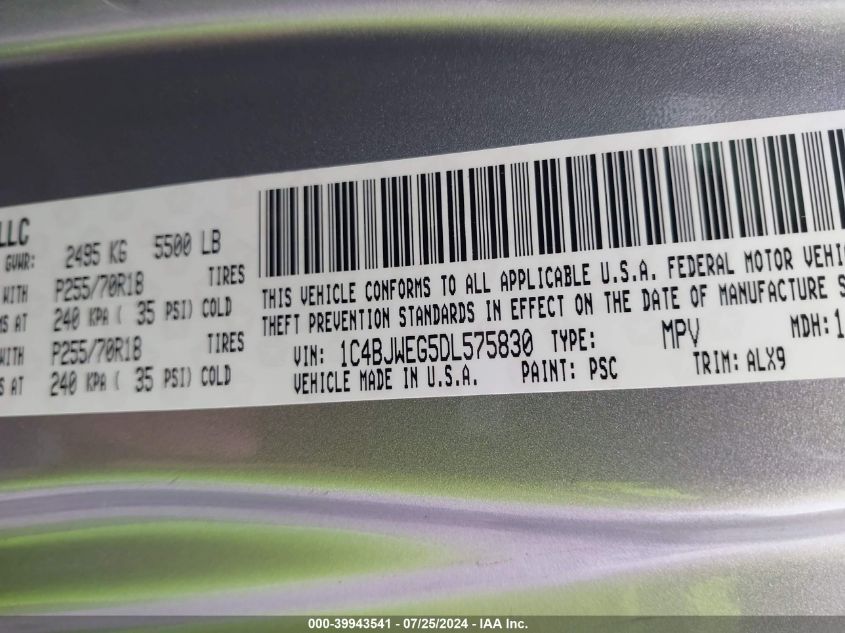 LLC
GVWR: 2495 KG 5500 LB
WITH P255/70R18 TIRES
AT 240 KPA ( 35 PSI) COLD
WITH P255/70R18 TIRES
AT 240 KPA ( 35 PSI) COLD
THIS VEHICLE CONFORMS TO ALL APPLICABLE U.S.A. FEDERAL MOTOR VEHI
THEFT PREVENTION STANDARDS IN EFFECT ON THE DATE OF MANUFACTURE S
VIN: 1C4BJWEG5DL575830 TYPE: MPV MDH: 1
VEHICLE MADE IN U.S.A. PAINT: PSC TRIM: ALX9
000-39943541 - 07/25/2024 - IAA Inc.